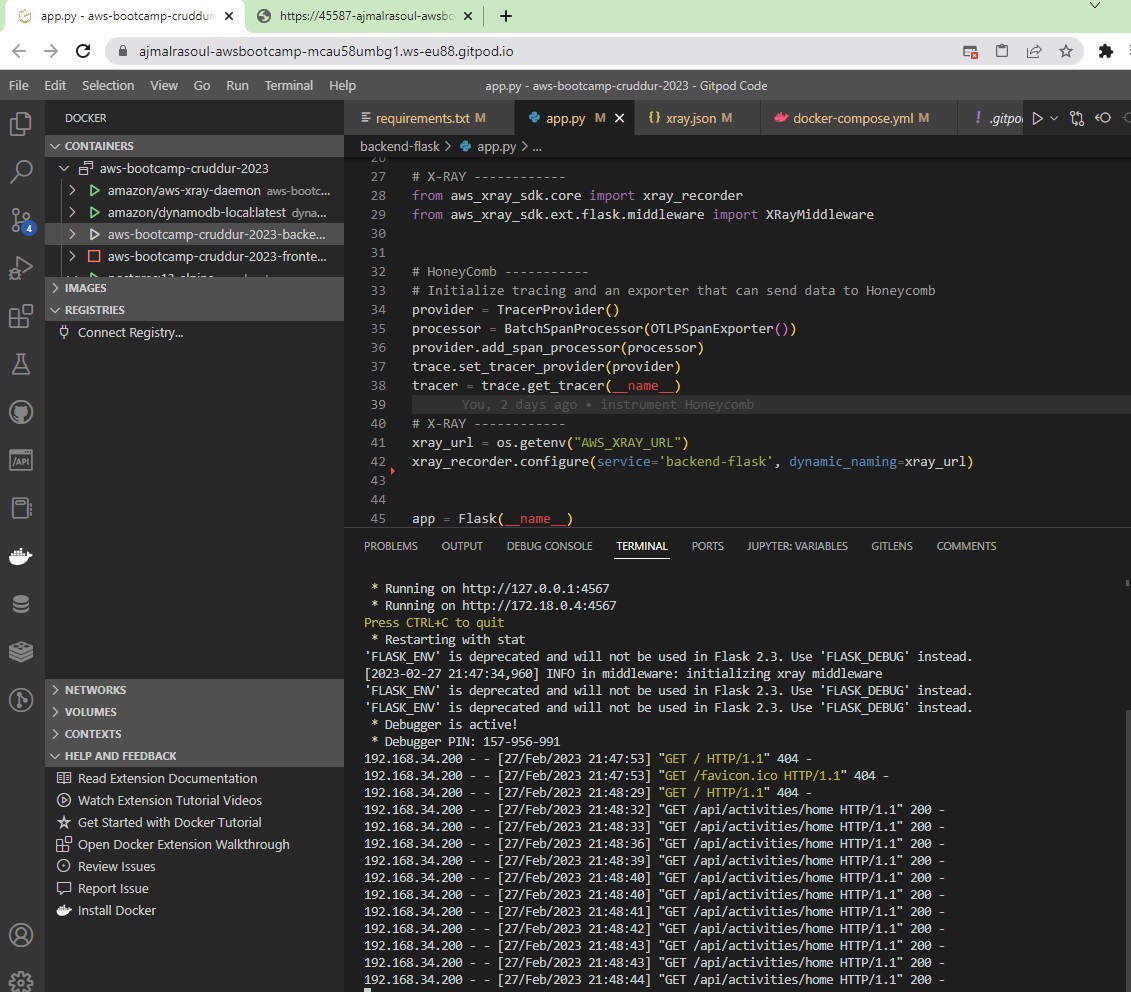 app.py - aws-bootcamp-cruddur-
https://45587-ajmalrasoul-awsbo
ajmalrasoul-awsbootcamp-mcau58umbg1.ws-eu88.gitpod.io
File Edit Selection View Go Run Terminal Help
app.py - aws-bootcamp-cruddur-2023 - Gitpod Code
DOCKER
CONTAINERS
aws-bootcamp-cruddur-2023
amazon/aws-xray-daemon aws-bootc...
amazon/dynamodb-local:latest dyna...
aws-bootcamp-cruddur-2023-backe...
aws-bootcamp-cruddur-2023-fronte...
IMAGES
REGISTRIES
Connect Registry...
NETWORKS
VOLUMES
CONTEXTS
HELP AND FEEDBACK
Read Extension Documentation
Watch Extension Tutorial Videos
Get Started with Docker Tutorial
Open Docker Extension Walkthrough
Review Issues
Report Issue
Install Docker
4
/API
requirements.txt M
app.py M
{} xray.json M
docker-compose.yml M
! .gitpo
backend-flask > app.py > ...
26
27 # X-RAY ------------
28 from aws_xray_sdk.core import xray_recorder
29 from aws_xray_sdk.ext.flask.middleware import XRayMiddleware
30
31
32 # HoneyComb -----------
33 # Initialize tracing and an exporter that can send data to Honeycomb
34 provider = TracerProvider()
35 processor = BatchSpanProcessor(OTLPSpanExporter())
36 provider.add_span_processor(processor)
37 trace.set_tracer_provider(provider)
38 tracer = trace.get_tracer(__name__)
39 You, 2 days ago • instrument Honeycomb
40 # X-RAY ------------
41 xray_url = os.getenv("AWS_XRAY_URL")
42 xray_recorder.configure(service='backend-flask', dynamic_naming=xray_url)
43
44
45 app = Flask(__name__)
PROBLEMS OUTPUT DEBUG CONSOLE TERMINAL PORTS JUPYTER: VARIABLES GITLENS COMMENTS
* Running on http://127.0.0.1:4567
* Running on http://172.18.0.4:4567
Press CTRL+C to quit
* Restarting with stat
'FLASK_ENV' is deprecated and will not be used in Flask 2.3. Use 'FLASK_DEBUG' instead.
[2023-02-27 21:47:34,960] INFO in middleware: initializing xray middleware
'FLASK_ENV' is deprecated and will not be used in Flask 2.3. Use 'FLASK_DEBUG' instead.
'FLASK_ENV' is deprecated and will not be used in Flask 2.3. Use 'FLASK_DEBUG' instead.
* Debugger is active!
* Debugger PIN: 157-956-991
192.168.34.200 - - [27/Feb/2023 21:47:53] "GET / HTTP/1.1" 404 -
192.168.34.200 - - [27/Feb/2023 21:47:53] "GET /favicon.ico HTTP/1.1" 404 -
192.168.34.200 - - [27/Feb/2023 21:48:29] "GET / HTTP/1.1" 404 -
192.168.34.200 - - [27/Feb/2023 21:48:32] "GET /api/activities/home HTTP/1.1" 200 -
192.168.34.200 - - [27/Feb/2023 21:48:33] "GET /api/activities/home HTTP/1.1" 200 -
192.168.34.200 - - [27/Feb/2023 21:48:36] "GET /api/activities/home HTTP/1.1" 200 -
192.168.34.200 - - [27/Feb/2023 21:48:39] "GET /api/activities/home HTTP/1.1" 200 -
192.168.34.200 - - [27/Feb/2023 21:48:40] "GET /api/activities/home HTTP/1.1" 200 -
192.168.34.200 - - [27/Feb/2023 21:48:40] "GET /api/activities/home HTTP/1.1" 200 -
192.168.34.200 - - [27/Feb/2023 21:48:41] "GET /api/activities/home HTTP/1.1" 200 -
192.168.34.200 - - [27/Feb/2023 21:48:42] "GET /api/activities/home HTTP/1.1" 200 -
192.168.34.200 - - [27/Feb/2023 21:48:43] "GET /api/activities/home HTTP/1.1" 200 -
192.168.34.200 - - [27/Feb/2023 21:48:43] "GET /api/activities/home HTTP/1.1" 200 -
192.168.34.200 - - [27/Feb/2023 21:48:44] "GET /api/activities/home HTTP/1.1" 200 -